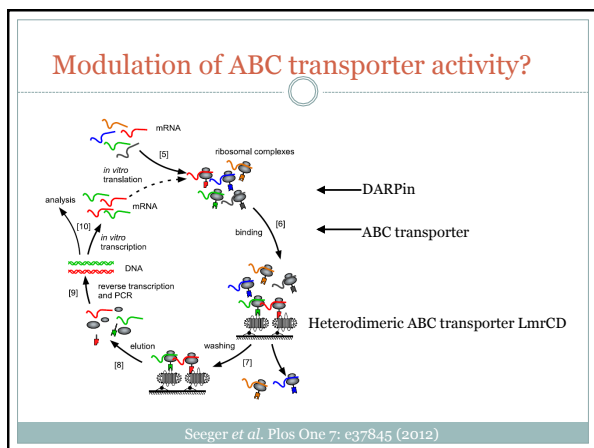 Modulation of ABC transporter activity?
mRNA
[5]
ribosomal complexes
in vitro
translation
DARPin
analysis
mRNA
[10]
[6]
ABC transporter
in vitro
transcription
binding
DNA
[9]
reverse transcription
and PCR
Heterodimeric ABC transporter LmrCD
elution
washing
[8]
[7]
Seeger et al. Plos One 7: e37845 (2012)